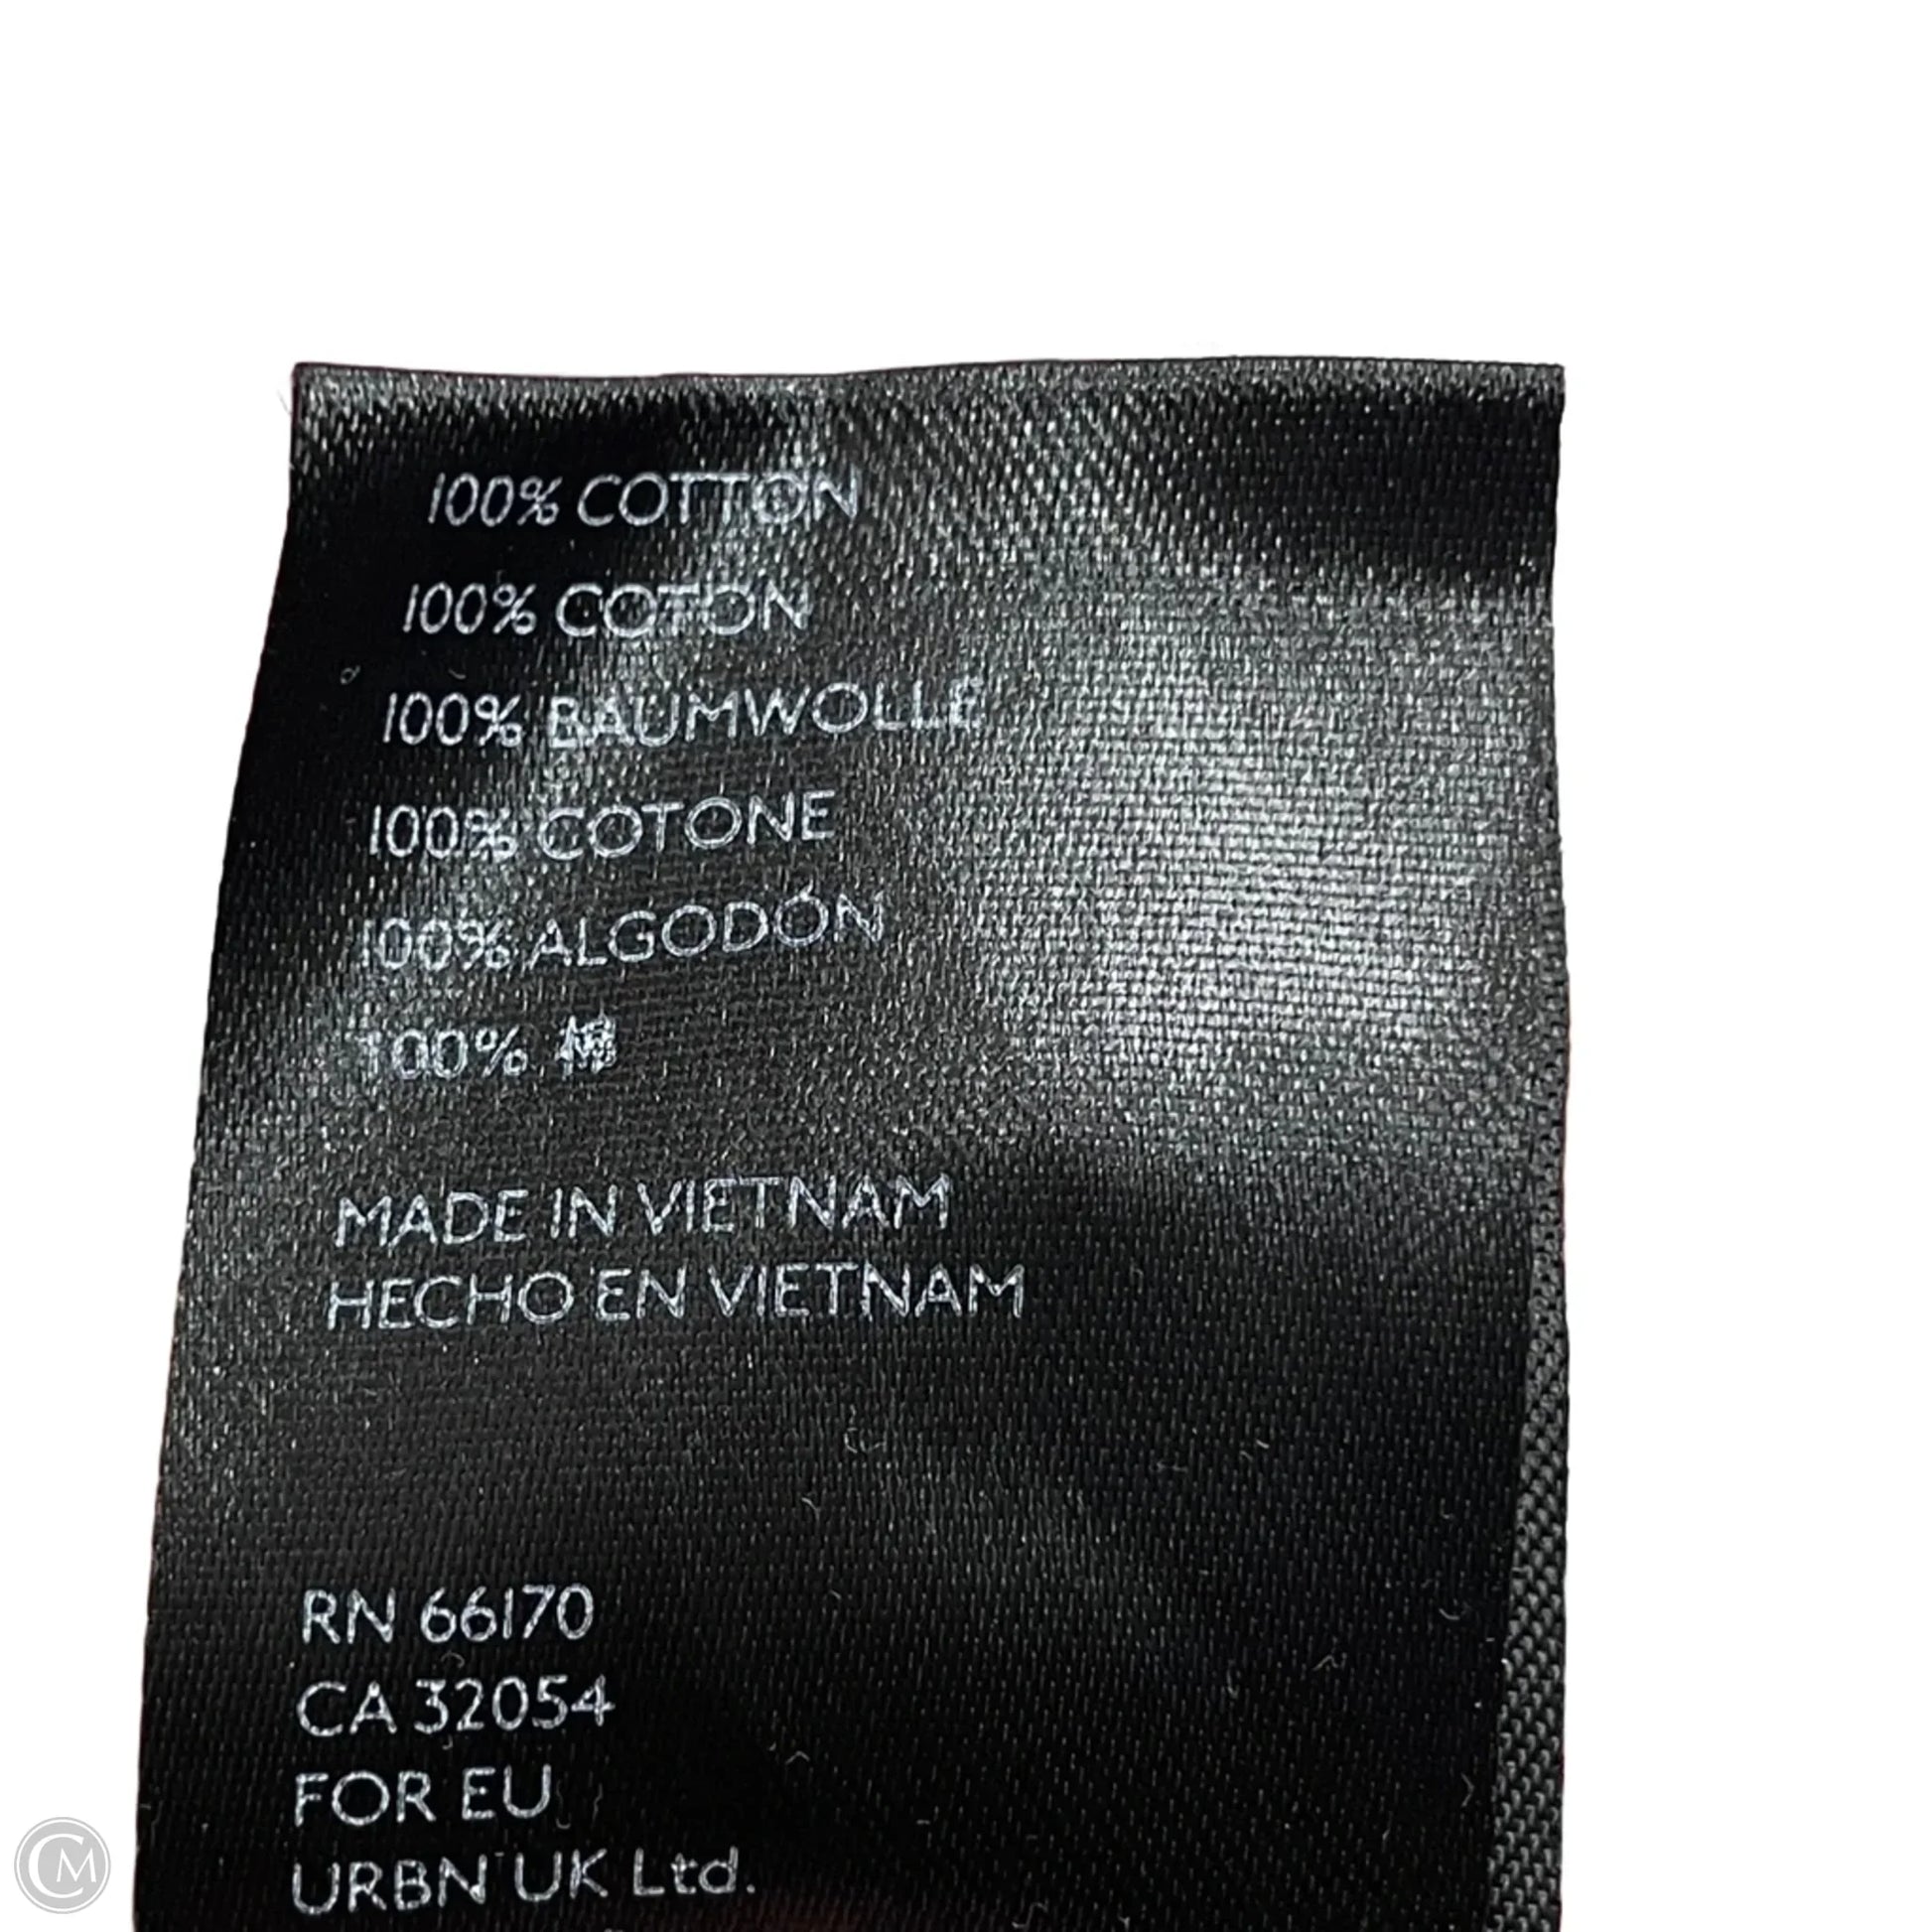 100% COTTON
100% COTON
100% BAUMWOLLE
100% COTONE
100% ALGODÓN
100% 棉
MADE IN VIETNAM
HECHO EN VIETNAM
RN 66170
CA 32054
FOR EU
URBN UK Ltd.
CM